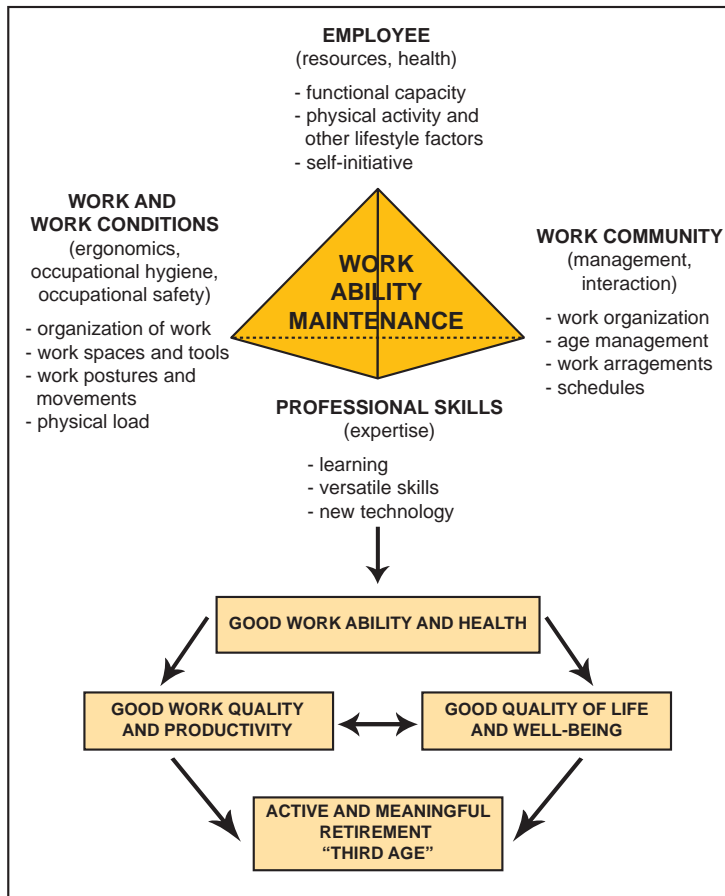 EMPLOYEE
(resources, health)
- functional capacity
- physical activity and
other lifestyle factors
- self-initiative
WORK AND
WORK CONDITIONS
(ergonomics,
occupational hygiene,
occupational safety)
- organization of work
- work spaces and tools
- work postures and
movements
- physical load
WORK
ABILITY
MAINTENANCE
WORK COMMUNITY
(management,
interaction)
- work organization
- age management
- work arragements
- schedules
PROFESSIONAL SKILLS
(expertise)
- learning
- versatile skills
- new technology
GOOD WORK ABILITY AND HEALTH
GOOD WORK QUALITY
AND PRODUCTIVITY
GOOD QUALITY OF LIFE
AND WELL-BEING
ACTIVE AND MEANINGFUL
RETIREMENT
“THIRD AGE”